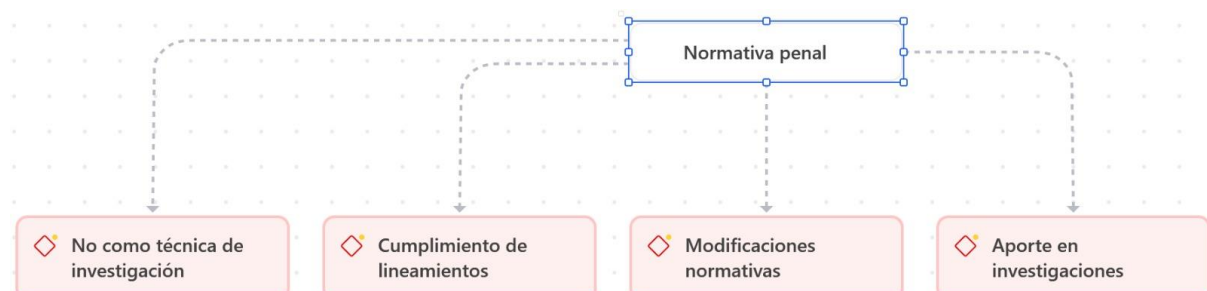 Normativa penal
No como técnica de
investigación
Cumplimiento de
lineamientos
Modificaciones
normativas
Aporte en
investigaciones